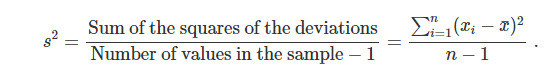 s² = Sum of the squares of the deviations / Number of values in the sample − 1 = ∑ⁿᵢ₌₁(xᵢ − x̄)² / n − 1 .